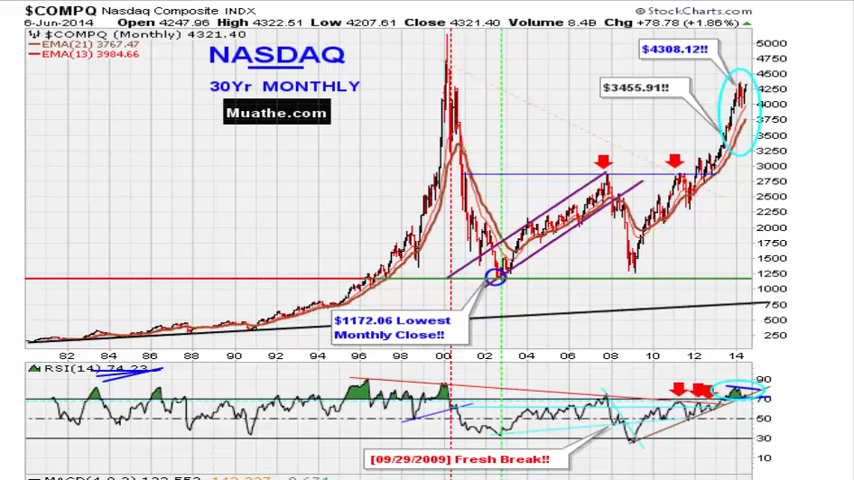 $COMPQ Nasdaq Composite INDX
© StockCharts.com
6-Jun-2014 Open 4247.96 High 4322.51 Low 4207.61 Close 4321.40 Volume 8.4B Chg +78.78 (+1.86%)
$COMPQ (Monthly) 4321.40
EMA(21) 3767.47
EMA(13) 3984.66
NASDAQ
30Yr MONTHLY
Muathe.com
$4308.12!!
$3455.91!!
5000
4750
4500
4250
4000
3750
3500
3250
3000
2750
2500
2250
2000
1750
1500
1250
1000
750
500
250
$1172.06 Lowest
Monthly Close!!
82 84 86 88 90 92 94 96 98 00 02 04 06 08 10 12 14
RSI(14) 74.23
90
70
50
30
10
[09/29/2009] Fresh Break!!